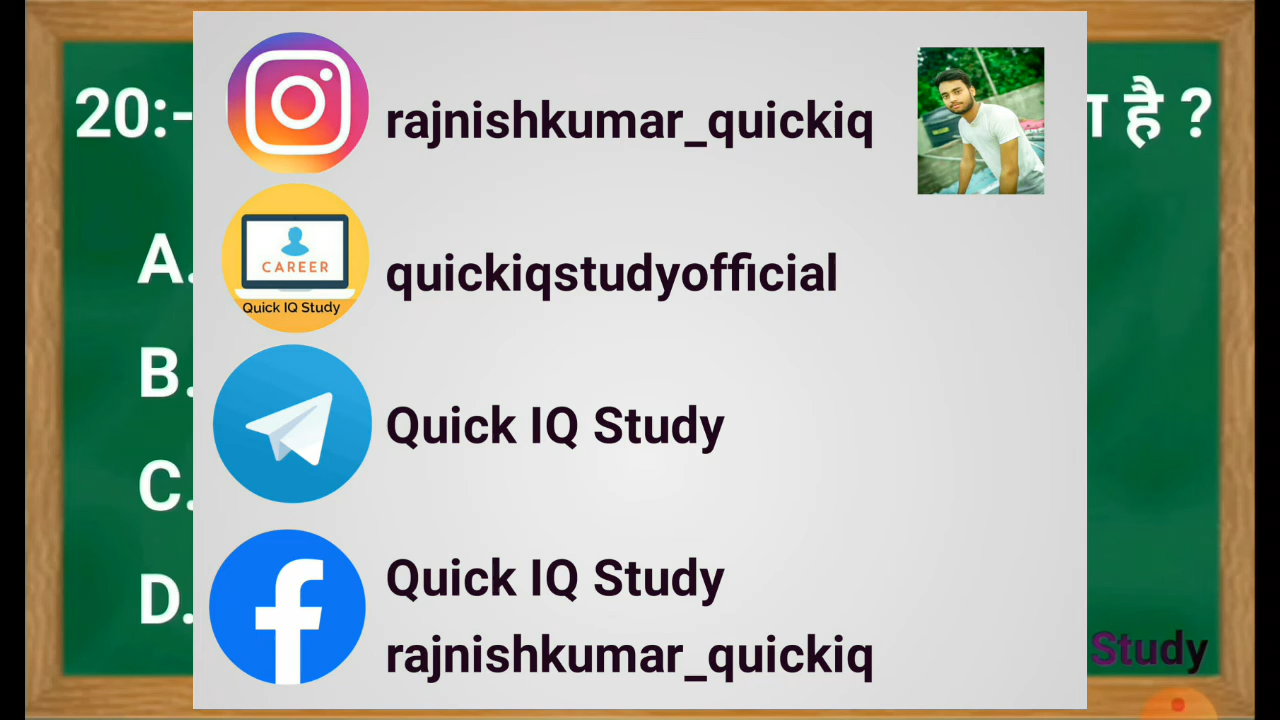 20:-
है ?
A.
B.
C.
D.
rajnishkumar_quickiq
CAREER
Quick IQ Study
quickiqstudyofficial
Quick IQ Study
Quick IQ Study
rajnishkumar_quickiq
Study